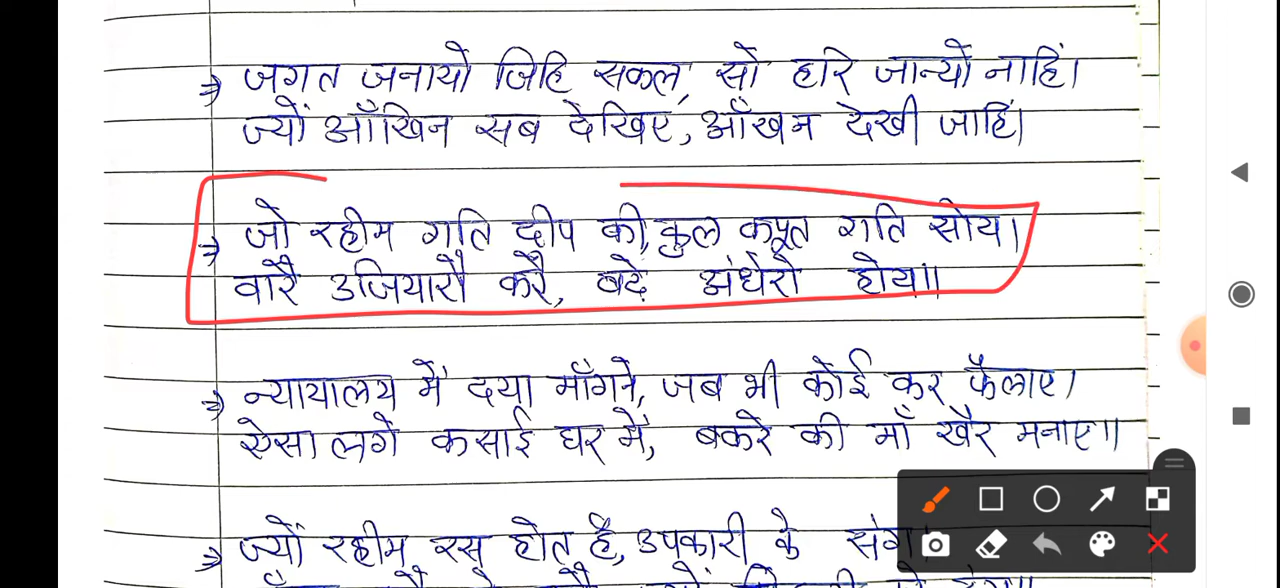 ⇒ जगत जनायो जिहि सकल, सो हरि जान्यो नाहिं।
ज्यों आँखिन सब देखिए, आँख न देखी जाहिं।
⇒ जो रहीम गति दीप की, कुल कपूत गति सोय।
वारै उजियारौ करै, बढ़े अंधेरो होय॥
⇒ न्यायालय में दया माँगने, जब भी कोई कर फैलाए।
ऐसा लगे कसाई घर में, बकरे की माँ खैर मनाए॥
⇒ ज्यों रहीम रस होत है, उपकारी के संग